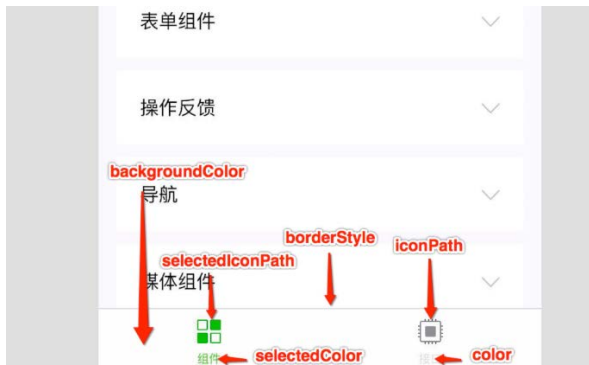 表单组件
操作反馈
backgroundColor
导航
borderStyle
iconPath
selectedIconPath
媒体组件
组件
selectedColor
color